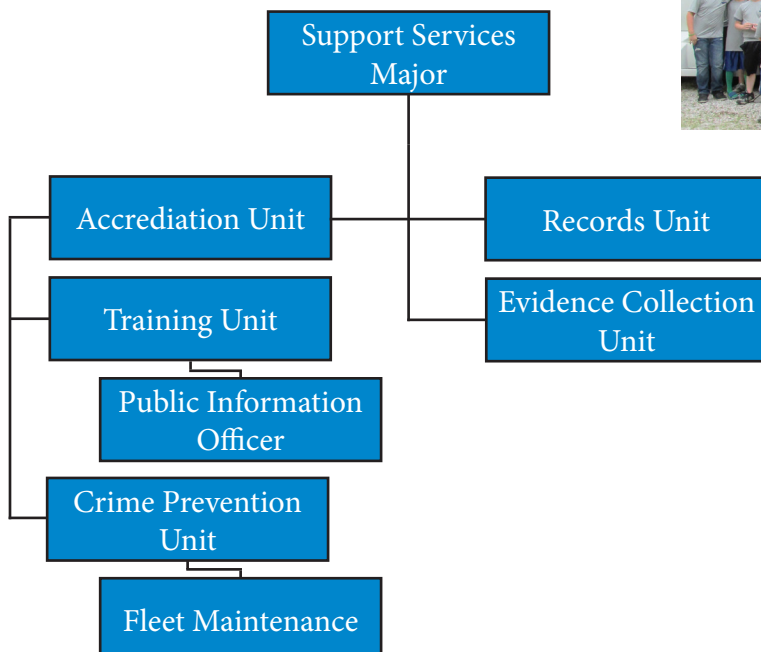 Support Services
Major
Accrediation Unit
Records Unit
Training Unit
Evidence Collection
Unit
Public Information
Officer
Crime Prevention
Unit
Fleet Maintenance